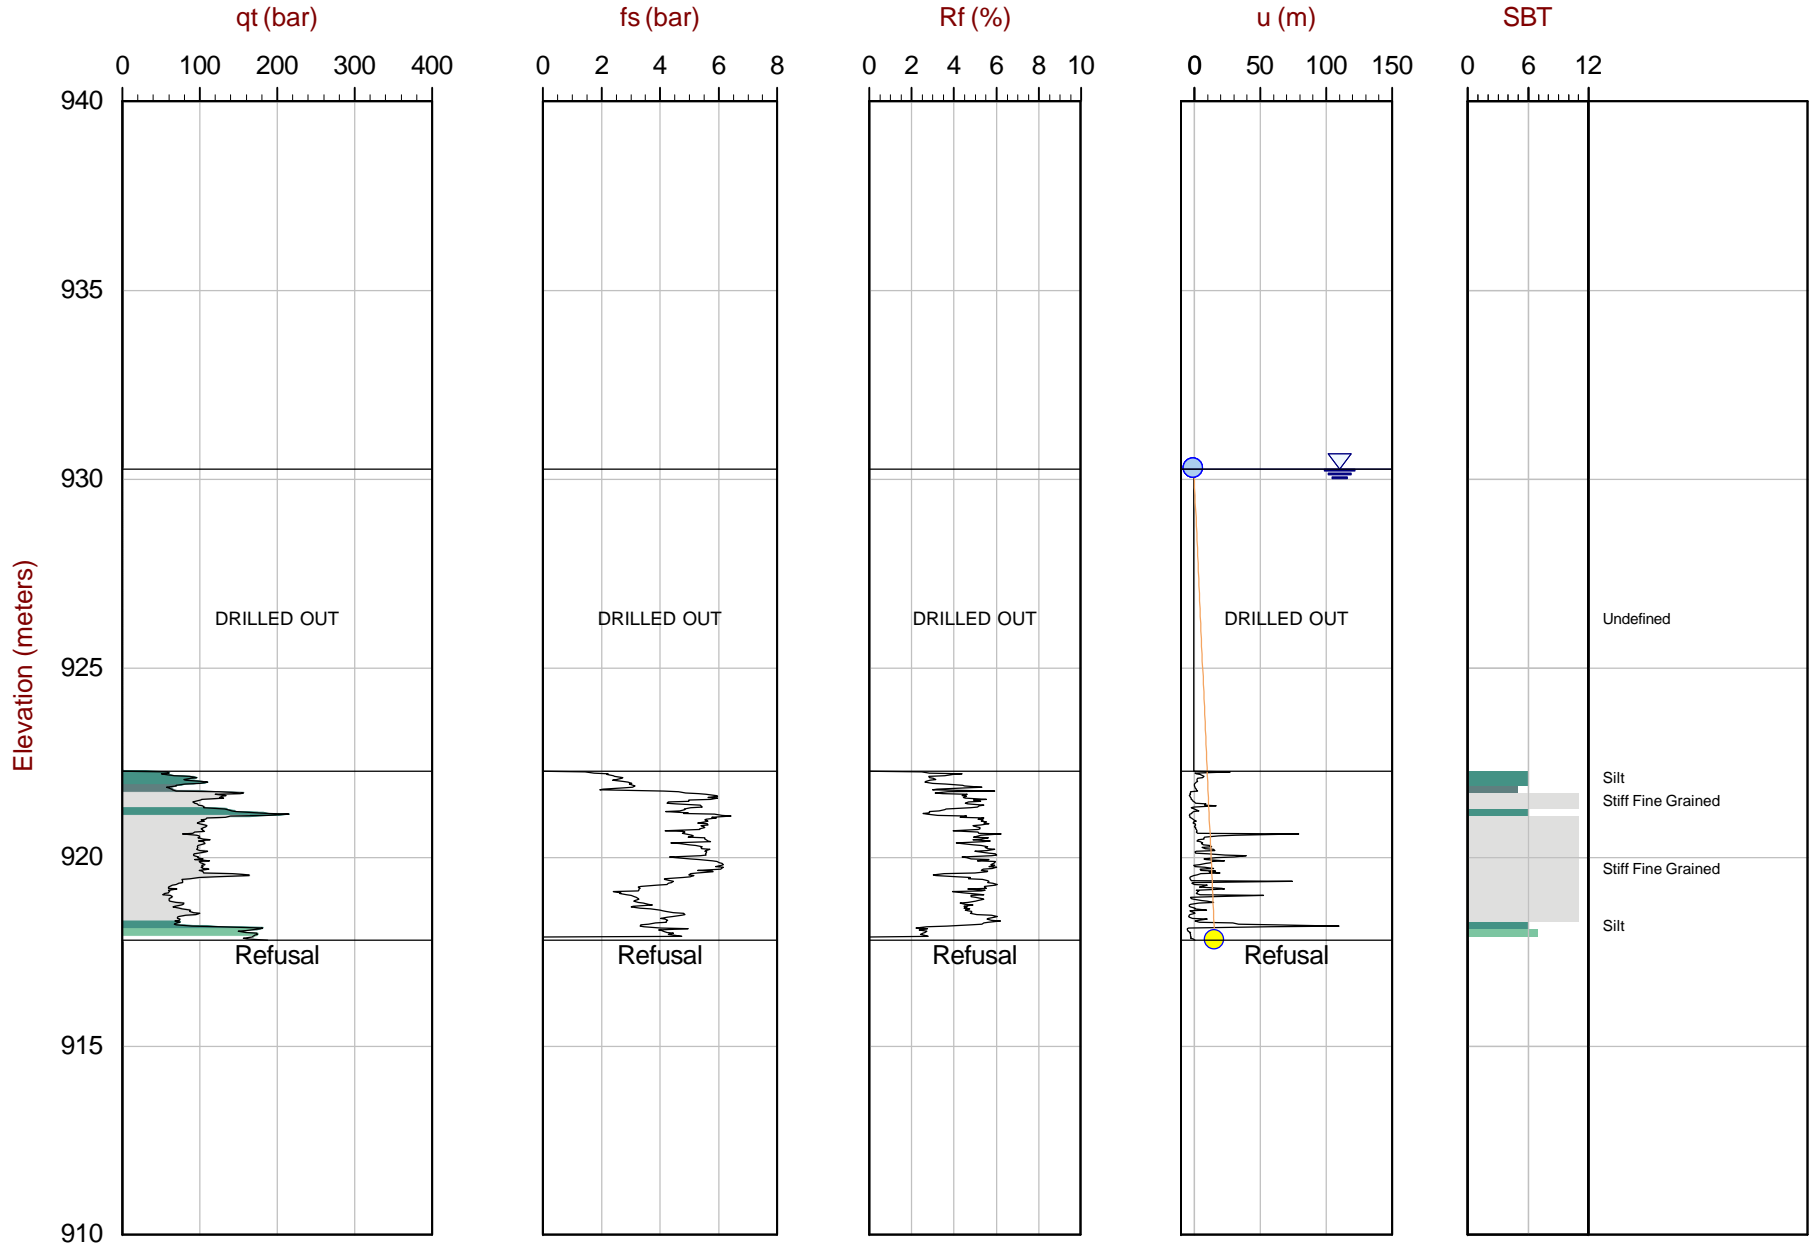 qt (bar) fs (bar) Rf (%) u (m) SBT
0 100 200 300 400 0 2 4 6 8 0 2 4 6 8 10 0 50 100 150 0 6 12
940
935
930
925
920
915
910
Elevation (meters)
DRILLED OUT DRILLED OUT DRILLED OUT DRILLED OUT Undefined
Silt
Stiff Fine Grained
Stiff Fine Grained
Silt
Refusal Refusal Refusal Refusal